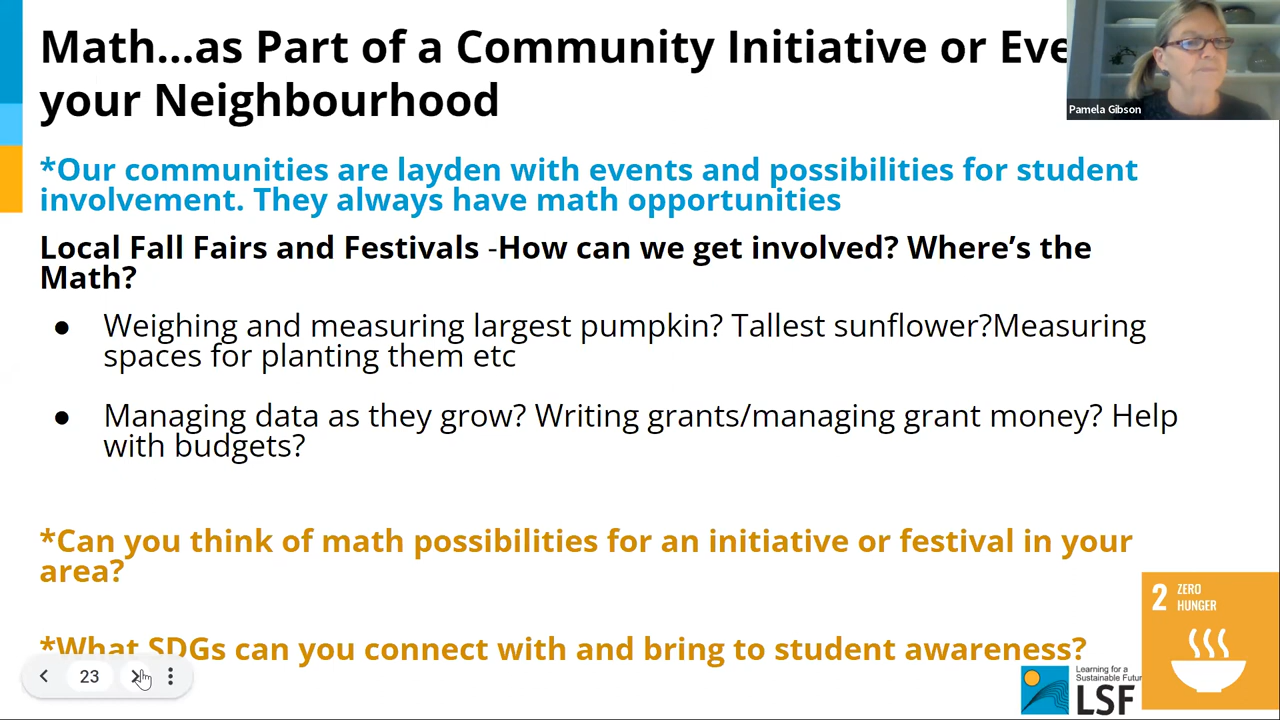 Math...as Part of a Community Initiative or Eve
your Neighbourhood
Pamela Gibson
*Our communities are layden with events and possibilities for student
involvement. They always have math opportunities
Local Fall Fairs and Festivals -How can we get involved? Where's the
Math?
● Weighing and measuring largest pumpkin? Tallest sunflower?Measuring
spaces for planting them etc
● Managing data as they grow? Writing grants/managing grant money? Help
with budgets?
*Can you think of math possibilities for an initiative or festival in your
area?
2 ZERO
HUNGER
*What SDGs can you connect with and bring to student awareness?
23
Learning for a
Sustainable Futur
LSF